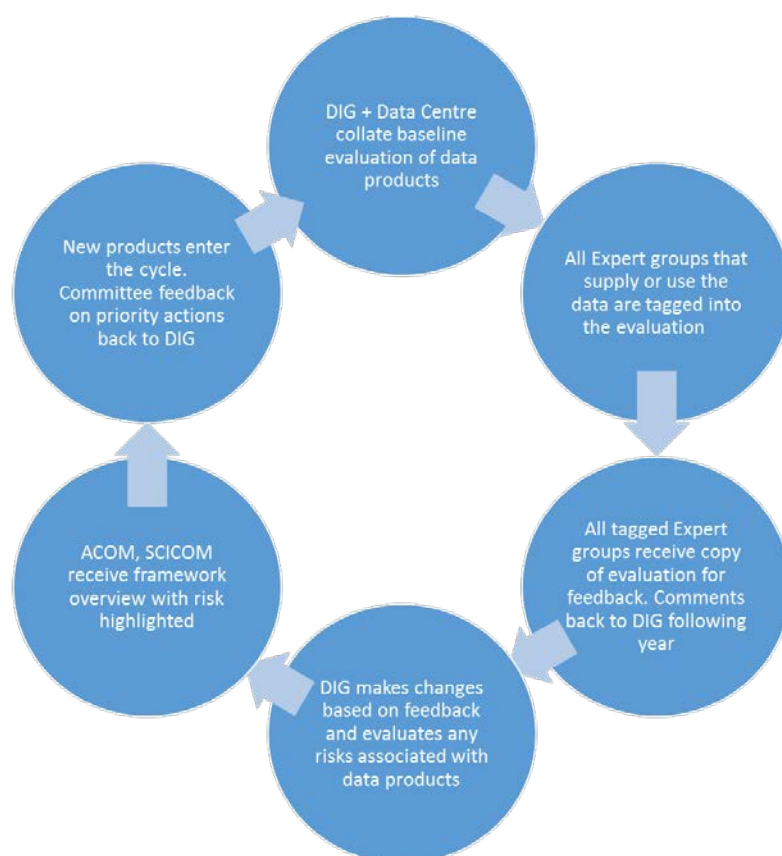 DIG + Data Centre
collate baseline
evaluation of data
products
All Expert groups that
supply or use the
data are tagged into
the evaluation
All tagged Expert
groups receive copy
of evaluation for
feedback. Comments
back to DIG following
year
DIG makes changes
based on feedback
and evaluates any
risks associated with
data products
ACOM, SCICOM
receive framework
overview with risk
highlighted
New products enter
the cycle.
Committee feedback
on priority actions
back to DIG